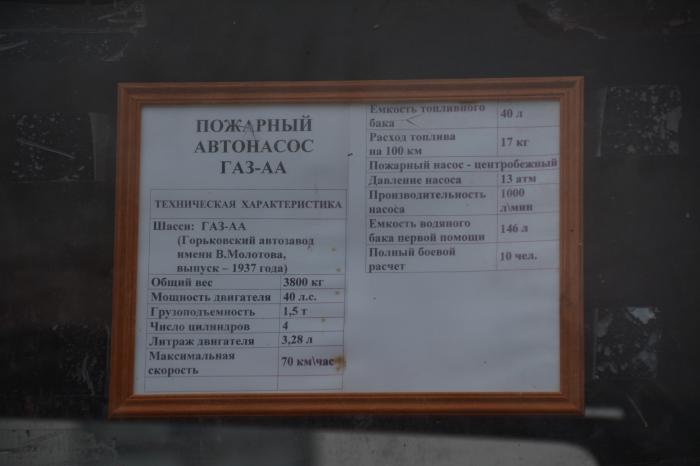 ПОЖАРНЫЙ
АВТОНАСОС
ГАЗ-АА
ТЕХНИЧЕСКАЯ ХАРАКТЕРИСТИКА
Шасси: ГАЗ-АА
(Горьковский автозавод
имени В.Молотова,
выпуск – 1937 года)
Общий вес 3800 кг
Мощность двигателя 40 л.с.
Грузоподъемность 1,5 т
Число цилиндров 4
Литраж двигателя 3,28 л
Максимальная
скорость 70 км\час
Емкость топливного
бака 40 л
Расход топлива
на 100 км 17 кг
Пожарный насос - центробежный
Давление насоса 13 атм
Производительность 1000
насоса л\мин
Емкость водяного
бака первой помощи 146 л
Полный боевой
расчет 10 чел.